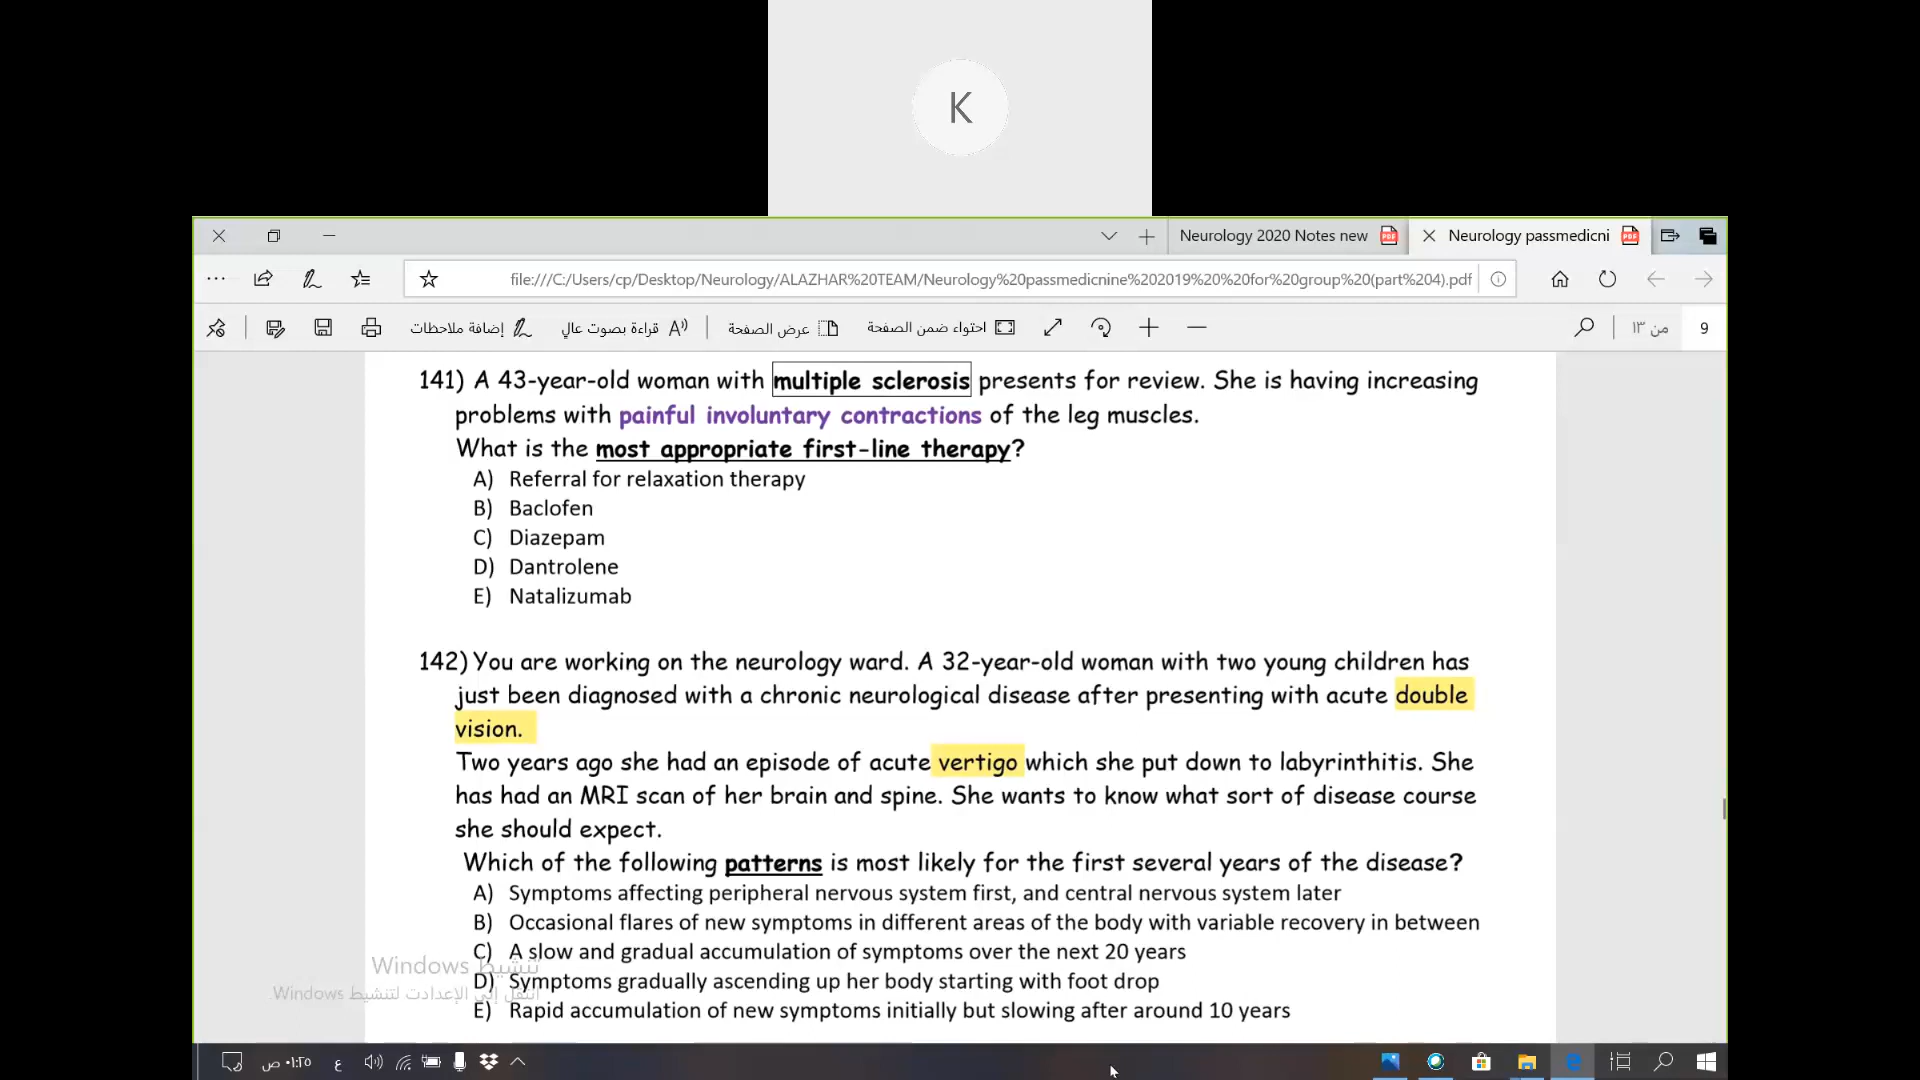 K
Neurology 2020 Notes new
Neurology passmedicni
file:///C:/Users/cp/Desktop/Neurology/ALAZHAR%20TEAM/Neurology%20passmedicnine%202019%20%20for%20group%20(part%204).pdf
إضافة ملاحظات
قراءة بصوت عالٍ
عرض الصفحة
احتواء ضمن الصفحة
من ١٣
9
141) A 43-year-old woman with multiple sclerosis presents for review. She is having increasing
problems with painful involuntary contractions of the leg muscles.
What is the most appropriate first-line therapy?
A) Referral for relaxation therapy
B) Baclofen
C) Diazepam
D) Dantrolene
E) Natalizumab
142) You are working on the neurology ward. A 32-year-old woman with two young children has
just been diagnosed with a chronic neurological disease after presenting with acute double
vision.
Two years ago she had an episode of acute vertigo which she put down to labyrinthitis. She
has had an MRI scan of her brain and spine. She wants to know what sort of disease course
she should expect.
Which of the following patterns is most likely for the first several years of the disease?
A) Symptoms affecting peripheral nervous system first, and central nervous system later
B) Occasional flares of new symptoms in different areas of the body with variable recovery in between
C) A slow and gradual accumulation of symptoms over the next 20 years
D) Symptoms gradually ascending up her body starting with foot drop
E) Rapid accumulation of new symptoms initially but slowing after around 10 years
تنشيط Windows
انتقل إلى الإعدادات لتنشيط Windows.
٠١:٢٥ ص
ع